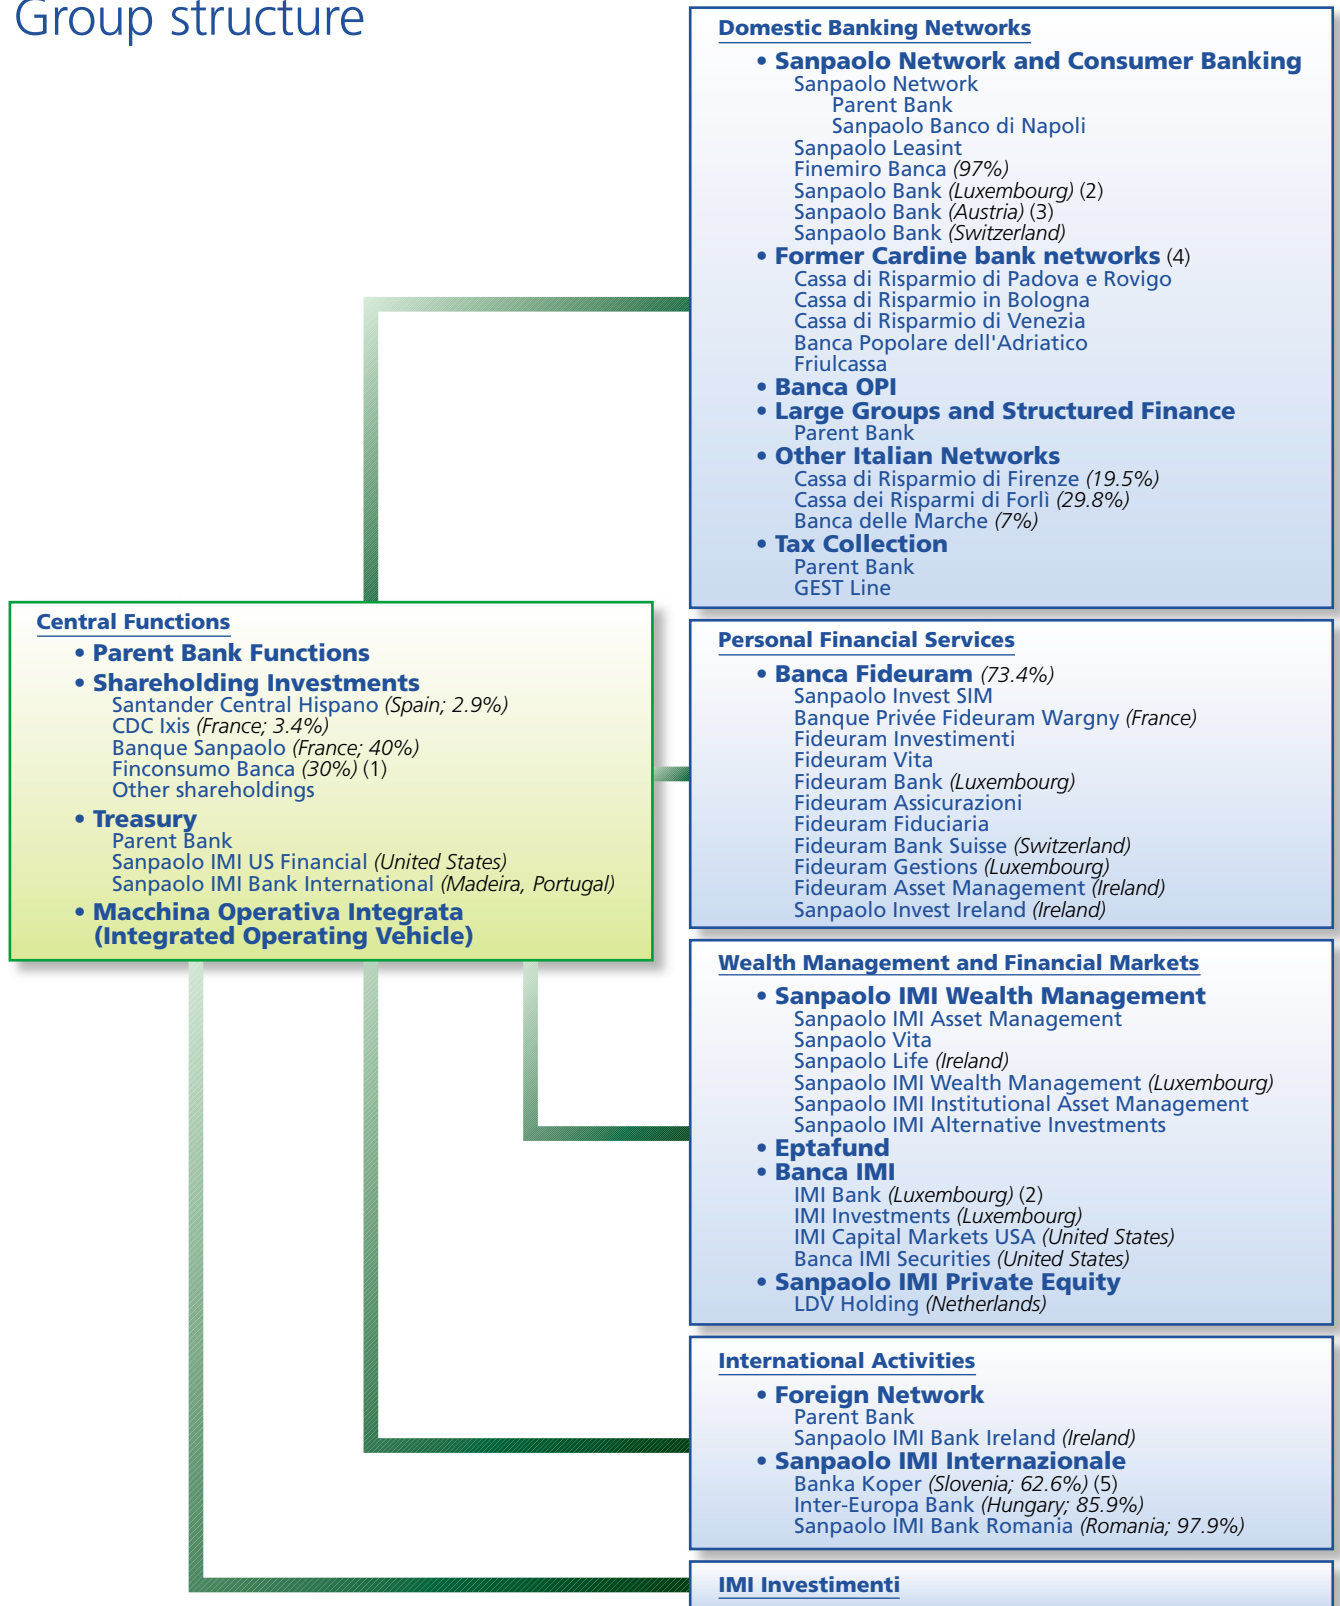 Group structure
Domestic Banking Networks
• Sanpaolo Network and Consumer Banking
Sanpaolo Network
Parent Bank
Sanpaolo Banco di Napoli
Sanpaolo Leasint
Finemiro Banca (97%)
Sanpaolo Bank (Luxembourg) (2)
Sanpaolo Bank (Austria) (3)
Sanpaolo Bank (Switzerland)
• Former Cardine bank networks (4)
Cassa di Risparmio di Padova e Rovigo
Cassa di Risparmio in Bologna
Cassa di Risparmio di Venezia
Banca Popolare dell'Adriatico
Friulcassa
• Banca OPI
• Large Groups and Structured Finance
Parent Bank
• Other Italian Networks
Cassa di Risparmio di Firenze (19.5%)
Cassa dei Risparmi di Forlì (29.8%)
Banca delle Marche (7%)
• Tax Collection
Parent Bank
GEST Line
Central Functions
• Parent Bank Functions
• Shareholding Investments
Santander Central Hispano (Spain; 2.9%)
CDC Ixis (France; 3.4%)
Banque Sanpaolo (France; 40%)
Finconsumo Banca (30%) (1)
Other shareholdings
• Treasury
Parent Bank
Sanpaolo IMI US Financial (United States)
Sanpaolo IMI Bank International (Madeira, Portugal)
• Macchina Operativa Integrata
(Integrated Operating Vehicle)
Personal Financial Services
• Banca Fideuram (73.4%)
Sanpaolo Invest SIM
Banque Privée Fideuram Wargny (France)
Fideuram Investimenti
Fideuram Vita
Fideuram Bank (Luxembourg)
Fideuram Assicurazioni
Fideuram Fiduciaria
Fideuram Bank Suisse (Switzerland)
Fideuram Gestions (Luxembourg)
Fideuram Asset Management (Ireland)
Sanpaolo Invest Ireland (Ireland)
Wealth Management and Financial Markets
• Sanpaolo IMI Wealth Management
Sanpaolo IMI Asset Management
Sanpaolo Vita
Sanpaolo Life (Ireland)
Sanpaolo IMI Wealth Management (Luxembourg)
Sanpaolo IMI Institutional Asset Management
Sanpaolo IMI Alternative Investments
• Eptafund
• Banca IMI
IMI Bank (Luxembourg) (2)
IMI Investments (Luxembourg)
IMI Capital Markets USA (United States)
Banca IMI Securities (United States)
• Sanpaolo IMI Private Equity
LDV Holding (Netherlands)
International Activities
• Foreign Network
Parent Bank
Sanpaolo IMI Bank Ireland (Ireland)
• Sanpaolo IMI Internazionale
Banka Koper (Slovenia; 62.6%) (5)
Inter-Europa Bank (Hungary; 85.9%)
Sanpaolo IMI Bank Romania (Romania; 97.9%)
IMI Investimenti